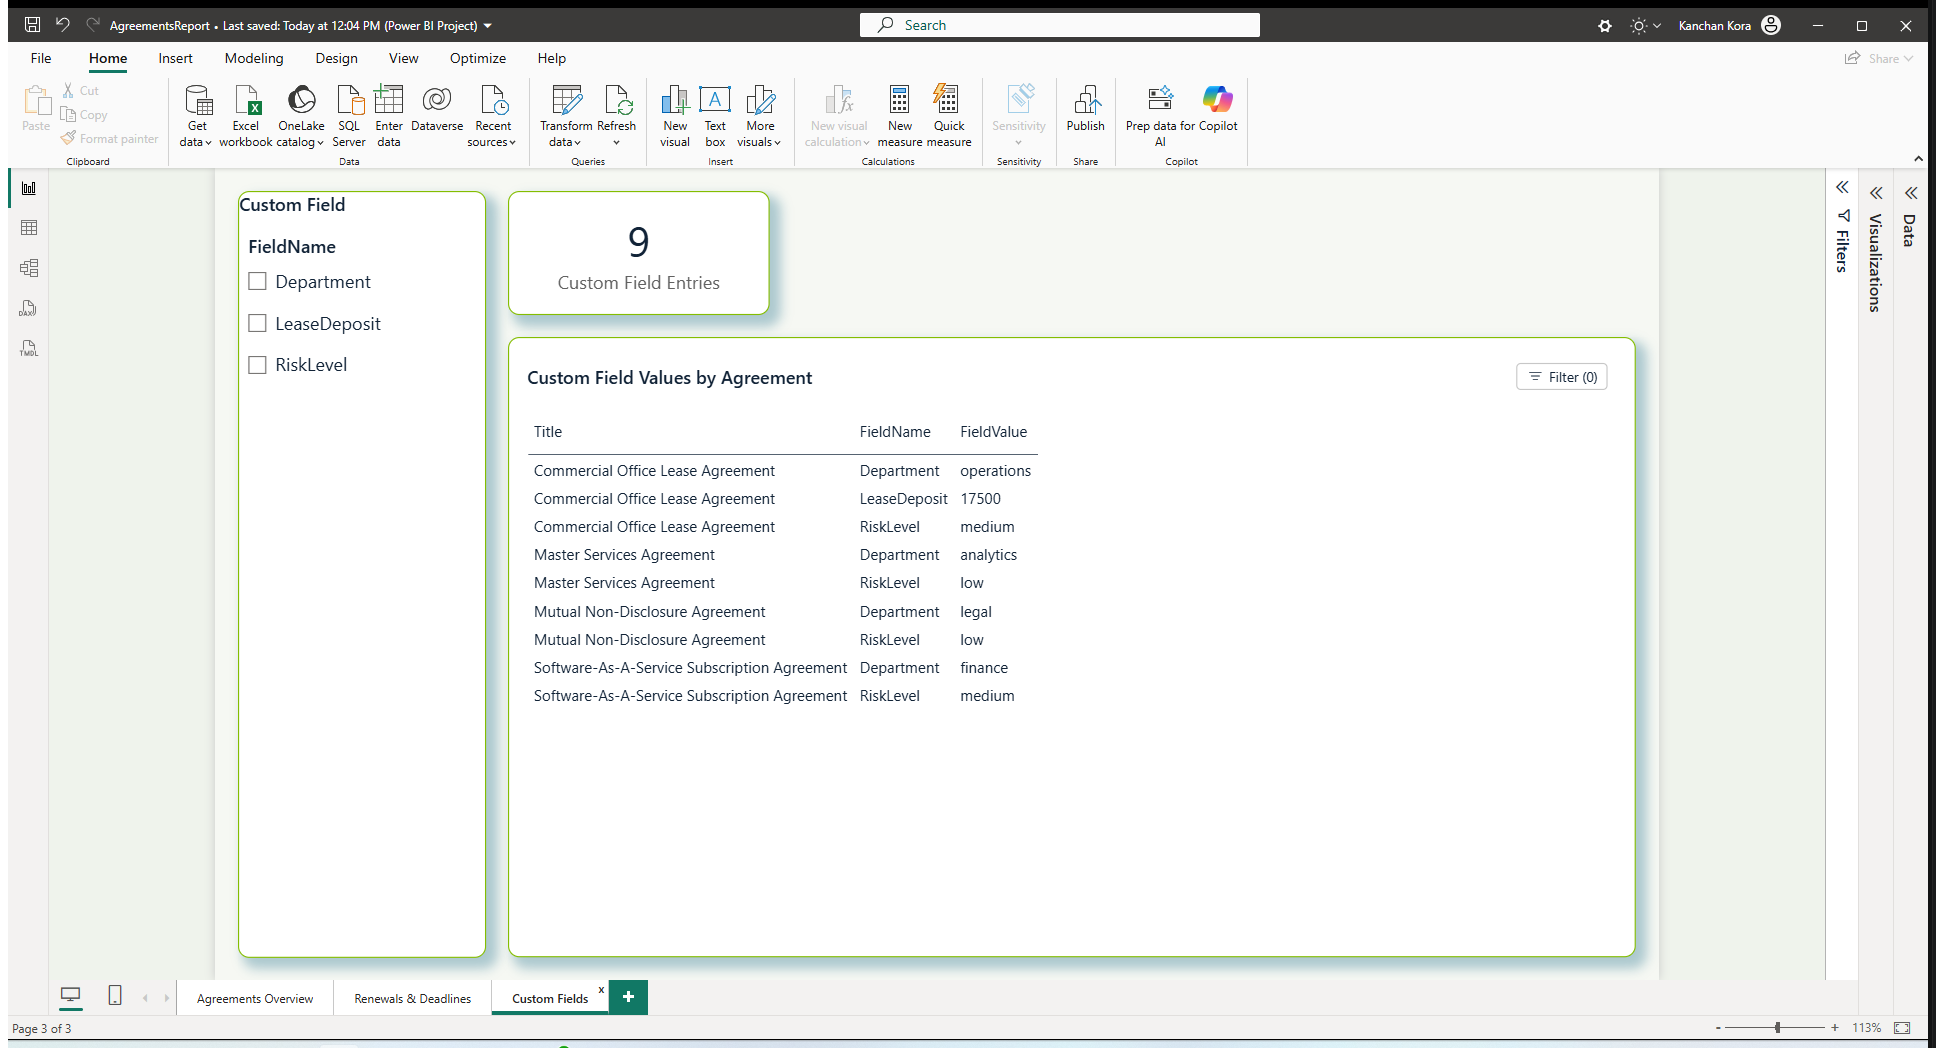 AgreementsReport • Last saved: Today at 12:04 PM (Power BI Project)
Search
Kanchan Kora
File Home Insert Modeling Design View Optimize Help
Share
Paste
Cut
Copy
Format painter
Clipboard
Get data
Excel workbook
OneLake catalog
SQL Server
Enter data
Dataverse
Recent sources
Data
Transform data
Refresh
Queries
New visual
Text box
More visuals
Insert
New visual calculation
New measure
Quick measure
Calculations
Sensitivity
Sensitivity
Publish
Share
Prep data for AI
Copilot
Copilot
DAX
TMDL
Custom Field
FieldName
Department
LeaseDeposit
RiskLevel
9
Custom Field Entries
Custom Field Values by Agreement
Filter (0)
Title FieldName FieldValue
Commercial Office Lease Agreement Department operations
Commercial Office Lease Agreement LeaseDeposit 17500
Commercial Office Lease Agreement RiskLevel medium
Master Services Agreement Department analytics
Master Services Agreement RiskLevel low
Mutual Non-Disclosure Agreement Department legal
Mutual Non-Disclosure Agreement RiskLevel low
Software-As-A-Service Subscription Agreement Department finance
Software-As-A-Service Subscription Agreement RiskLevel medium
Filters
Visualizations
Data
Agreements Overview
Renewals & Deadlines
Custom Fields
x
+
Page 3 of 3
- + 113%